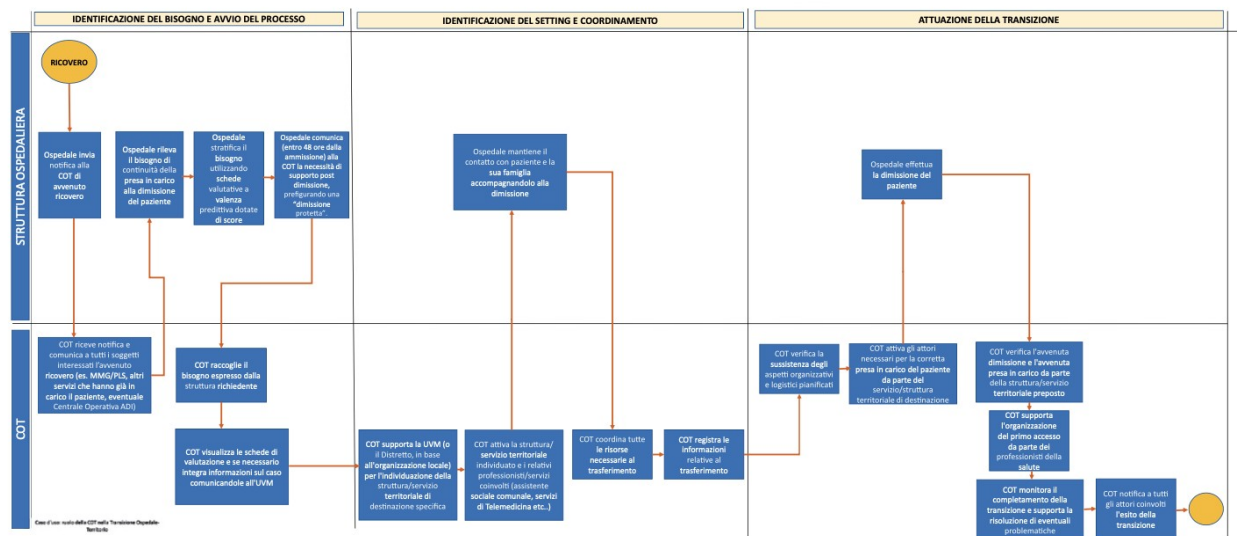 IDENTIFICAZIONE DEL BISOGNO E AVVIO DEL PROCESSO
IDENTIFICAZIONE DEL SETTING E COORDINAMENTO
ATTUAZIONE DELLA TRANSIZIONE
STRUTTURA OSPEDALIERA
RICOVERO
Ospedale invia
notifica alla
COT di
avvenuto
ricovero
Ospedale rileva
il bisogno di
continuità della
presa in carico
alla dimissione
del paziente
Ospedale
stratifica il
bisogno
utilizzando
schede
valutative a
valenza
predittiva dotate
di score
Ospedale comunica
(entro 48 ore dalla
ammissione) alla
COT la necessità di
supporto post
dimissione,
prefigurando una
"dimissione
protetta".
Ospedale mantiene il
contatto con paziente e la
sua famiglia
accompagnandolo alla
dimissione
Ospedale effettua
la dimissione del
paziente
COT
COT riceve notifica e
comunica a tutti i soggetti
interessati l'avvenuto
ricovero (es. MMG/PLS, altri
servizi che hanno già in
carico il paziente, eventuale
Centrale Operativa ADI)
COT raccoglie il
bisogno espresso dalla
struttura richiedente
COT visualizza le schede di
valutazione e se necessario
integra informazioni sul caso
comunicandole all'UVM
COT supporta la UVM (o
il Distretto, in base
all'organizzazione locale)
per l'individuazione della
struttura/servizio
territoriale di
destinazione specifica
COT attiva la struttura/
servizio territoriale
individuato e i relativi
professionisti/servizi
coinvolti (assistente
sociale comunale, servizi
di Telemedicina etc..)
COT coordina tutte
le risorse
necessarie al
trasferimento
COT registra le
informazioni
relative al
trasferimento
COT verifica la
sussistenza degli
aspetti organizzativi
e logistici pianificati
COT attiva gli attori
necessari per la corretta
presa in carico del paziente
da parte del
servizio/struttura
territoriale di destinazione
COT verifica l'avvenuta
dimissione e l'avvenuta
presa in carico da parte
della struttura/servizio
territoriale preposto
COT supporta
l'organizzazione
del primo accesso
da parte dei
professionisti della
salute
COT monitora il
completamento della
transizione e supporta la
risoluzione di eventuali
problematiche
COT notifica a tutti
gli attori coinvolti
l'esito della
transizione
Caso d'uso: ruolo della COT nella Transizione Ospedale-
Territorio